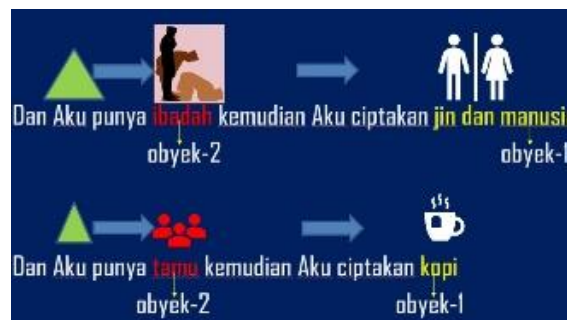 Dan Aku punya ibadah kemudian Aku ciptakan jin dan manusi
obyek-2 obyek-1
Dan Aku punya tamu kemudian Aku ciptakan kopi
obyek-2 obyek-1